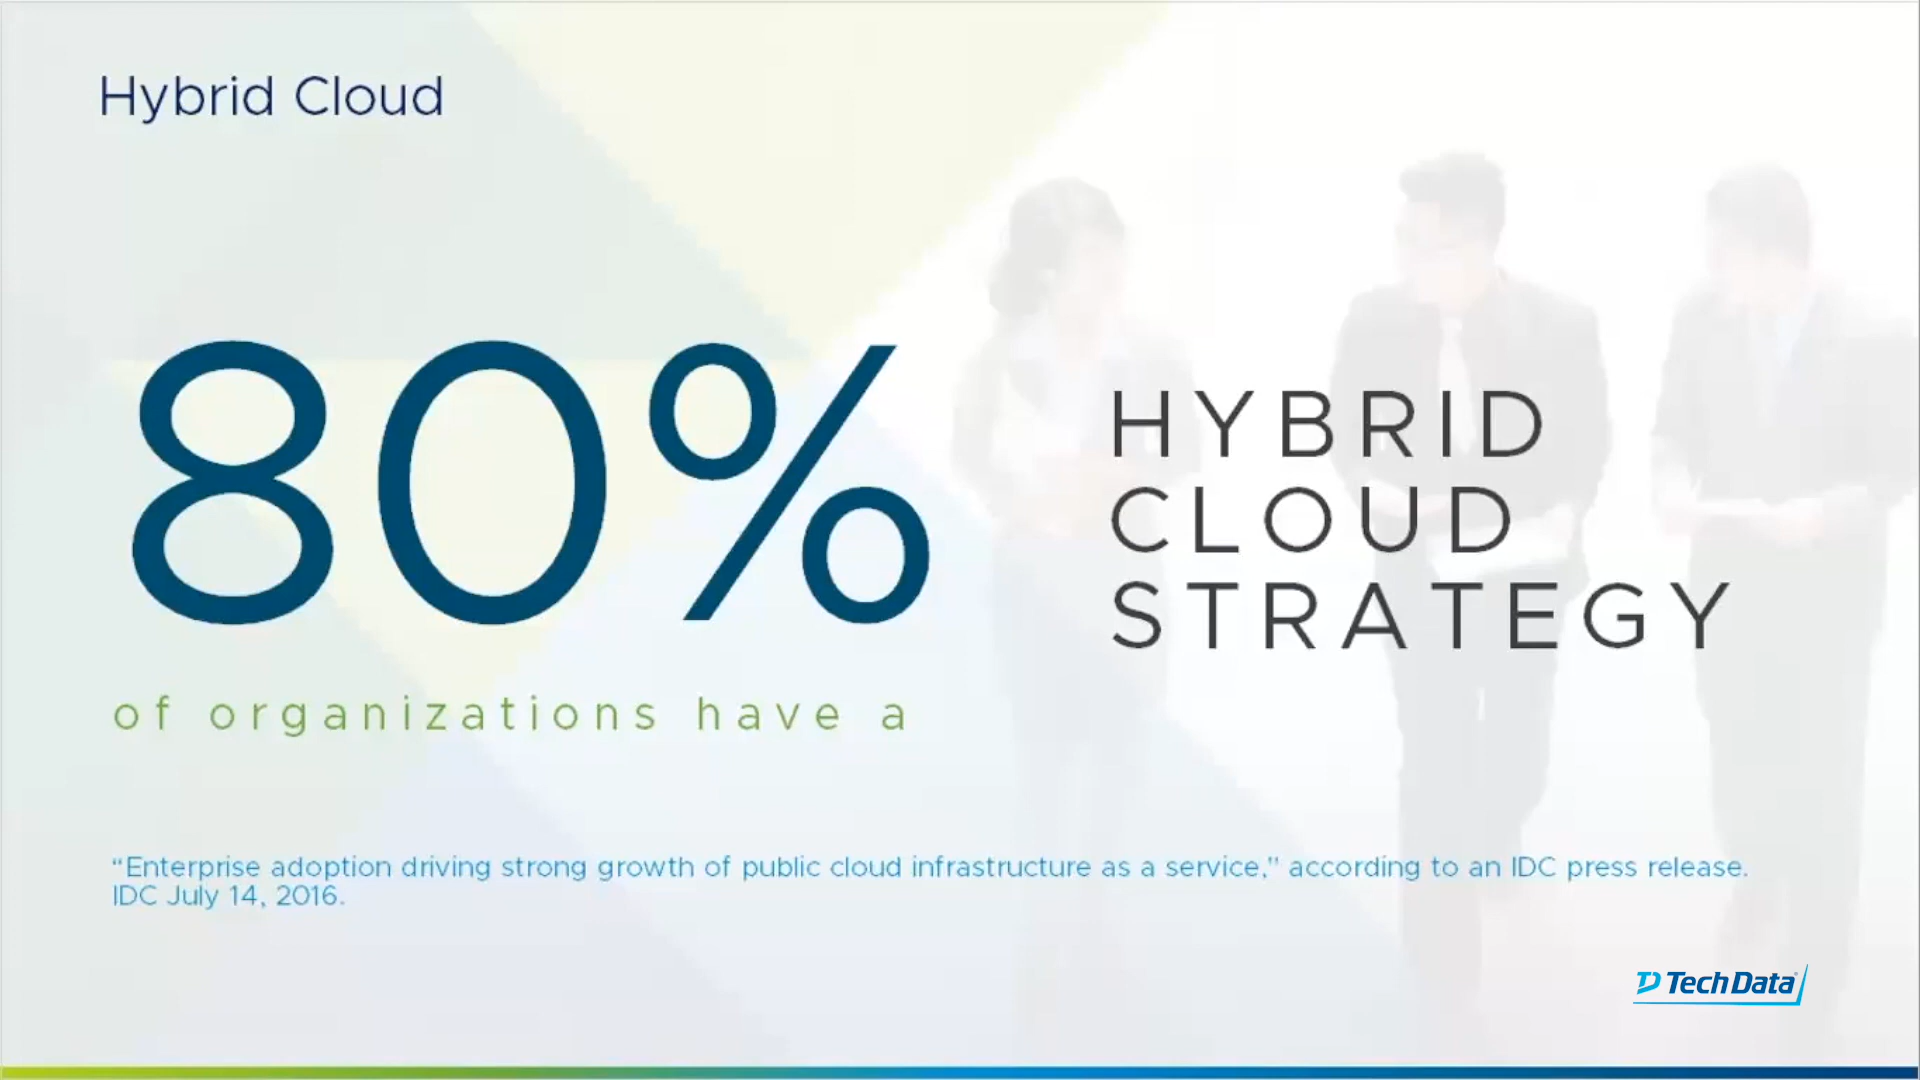 Hybrid Cloud
80%
of organizations have a
HYBRID
CLOUD
STRATEGY
“Enterprise adoption driving strong growth of public cloud infrastructure as a service,” according to an IDC press release.
IDC July 14, 2016.
Tech Data